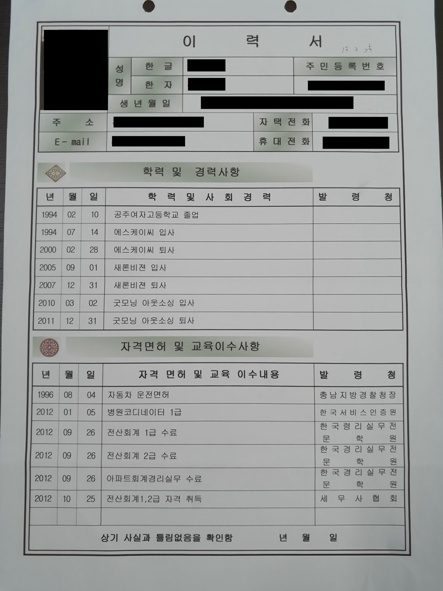 이 력 서
성명 한 글 주 민 등 록 번 호
한 자
생 년 월 일
주 소 자 택 전 화
E- mail 휴 대 전 화
학력 및 경력사항
년 월 일 학 력 및 사 회 경 력 발 령 청
1994 02 10 공주여자고등학교 졸업
1994 07 14 에스케이씨 입사
2000 02 28 에스케이씨 퇴사
2005 09 01 새론비젼 입사
2007 12 31 새론비젼 퇴사
2010 03 02 굿모닝 아웃소싱 입사
2011 12 31 굿모닝 아웃소싱 퇴사
자격면허 및 교육이수사항
년 월 일 자격 면허 및 교육 이수내용 발 령 청
1996 08 04 자동차 운전면허 충남지방경찰청장
2012 01 05 병원코디네이터 1급 한국서비스인증원
2012 09 26 전산회계 1급 수료 한국경리실무전문학원
2012 09 26 전산회계 2급 수료 한국경리실무전문학원
2012 09 26 아파트회계경리실무 수료 한국경리실무전문학원
2012 10 25 전산회계1,2급 자격 취득 세 무 사 협 회
상기 사실과 틀림없음을 확인함 년 월 일